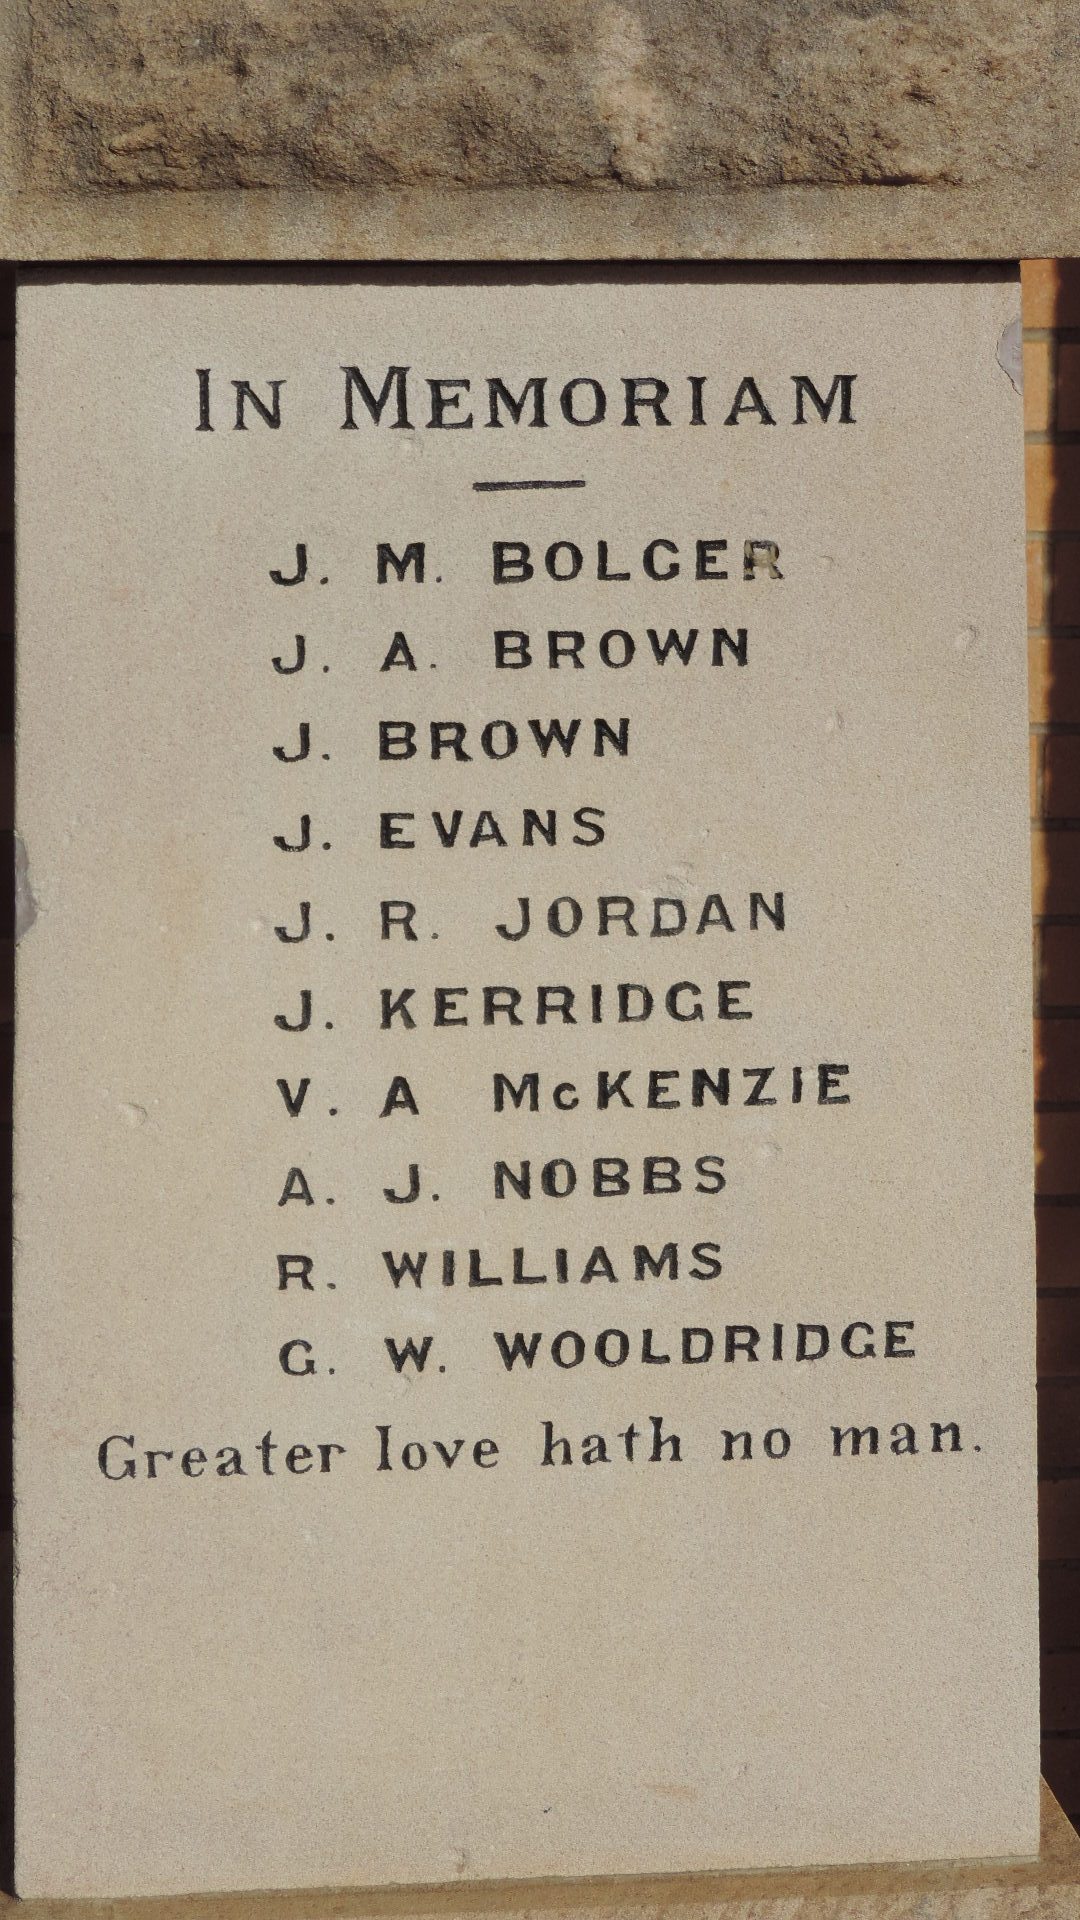 IN MEMORIAM
J. M. BOLGER
J. A. BROWN
J. BROWN
J. EVANS
J. R. JORDAN
J. KERRIDGE
V. A McKENZIE
A. J. NOBBS
R. WILLIAMS
G. W. WOOLDRIDGE
Greater love hath no man.